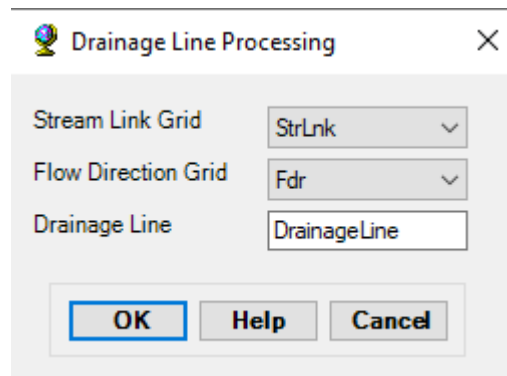 Drainage Line Processing
Stream Link Grid StrLnk
Flow Direction Grid Fdr
Drainage Line DrainageLine
OK Help Cancel